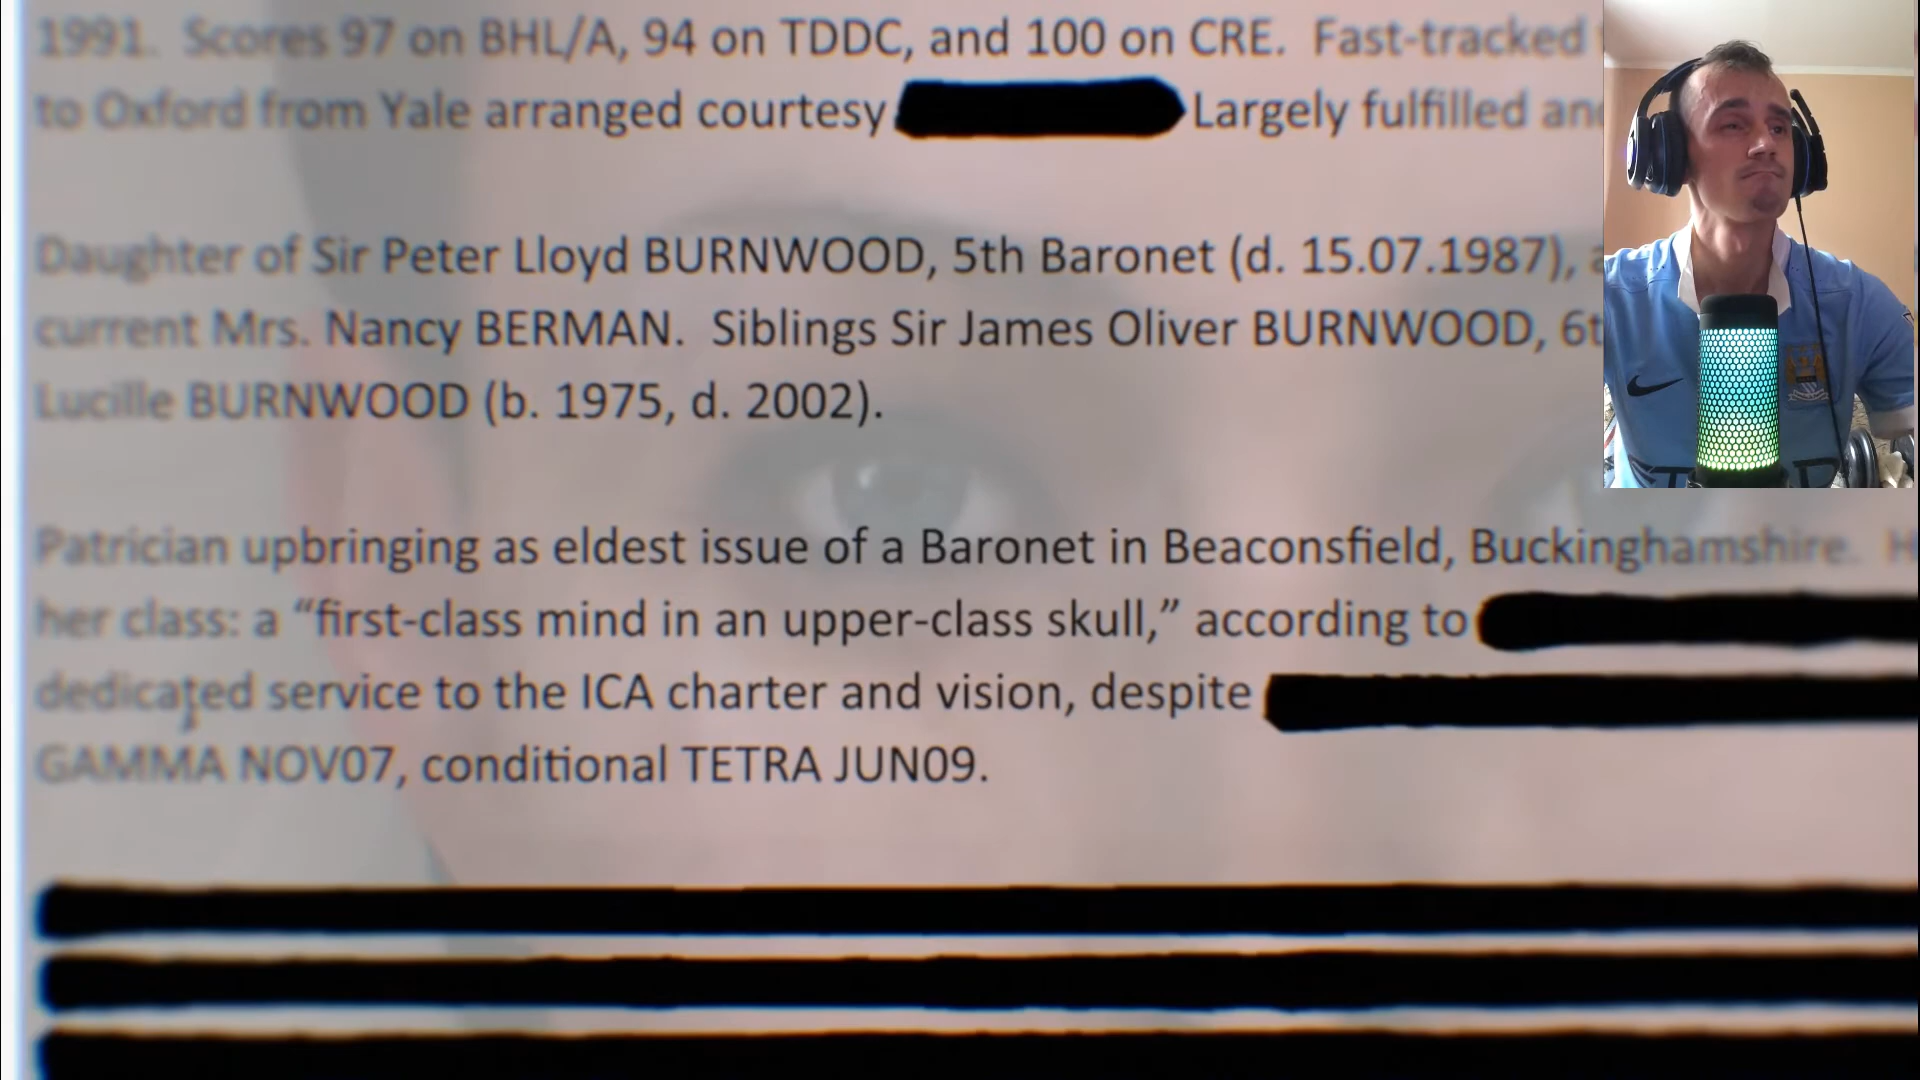 1991. Scores 97 on BHL/A, 94 on TDDC, and 100 on CRE. Fast-tracked
to Oxford from Yale arranged courtesy Largely fulfilled and
Daughter of Sir Peter Lloyd BURNWOOD, 5th Baronet (d. 15.07.1987),
current Mrs. Nancy BERMAN. Siblings Sir James Oliver BURNWOOD,
Lucille BURNWOOD (b. 1975, d. 2002).
Patrician upbringing as eldest issue of a Baronet in Beaconsfield, Buckinghamshire.
her class: a “first-class mind in an upper-class skull,” according to
dedicated service to the ICA charter and vision, despite
GAMMA NOV07, conditional TETRA JUN09.